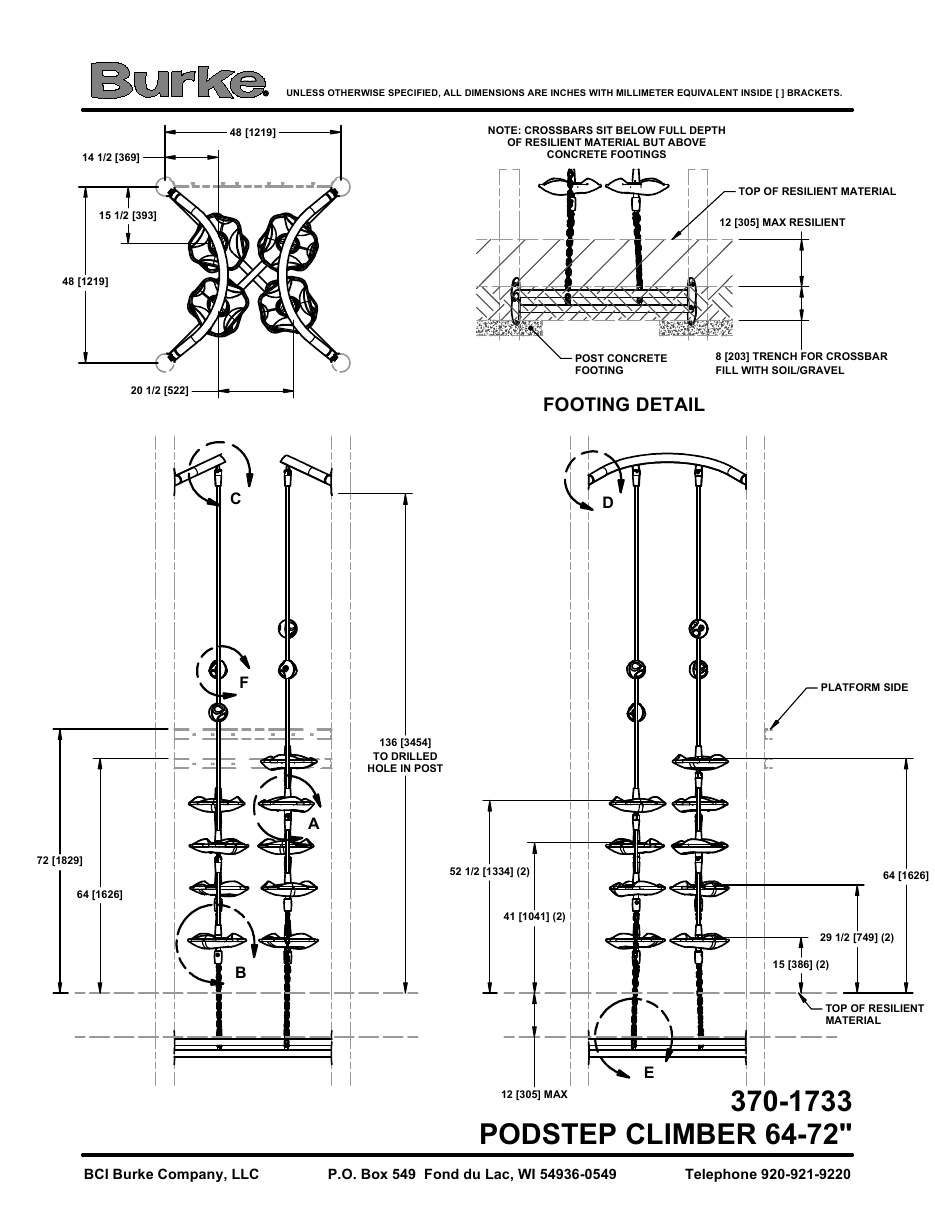 Burke
UNLESS OTHERWISE SPECIFIED, ALL DIMENSIONS ARE INCHES WITH MILLIMETER EQUIVALENT INSIDE [ ] BRACKETS.
48 [1219]
14 1/2 [369]
15 1/2 [393]
48 [1219]
20 1/2 [522]
NOTE: CROSSBARS SIT BELOW FULL DEPTH
OF RESILIENT MATERIAL BUT ABOVE
CONCRETE FOOTINGS
TOP OF RESILIENT MATERIAL
12 [305] MAX RESILIENT
POST CONCRETE
FOOTING
8 [203] TRENCH FOR CROSSBAR
FILL WITH SOIL/GRAVEL
FOOTING DETAIL
C
F
A
B
136 [3454]
TO DRILLED
HOLE IN POST
72 [1829]
64 [1626]
D
PLATFORM SIDE
52 1/2 [1334] (2)
41 [1041] (2)
64 [1626]
29 1/2 [749] (2)
15 [386] (2)
TOP OF RESILIENT
MATERIAL
E
12 [305] MAX
370-1733
PODSTEP CLIMBER 64-72"
BCI Burke Company, LLC
P.O. Box 549 Fond du Lac, WI 54936-0549
Telephone 920-921-9220